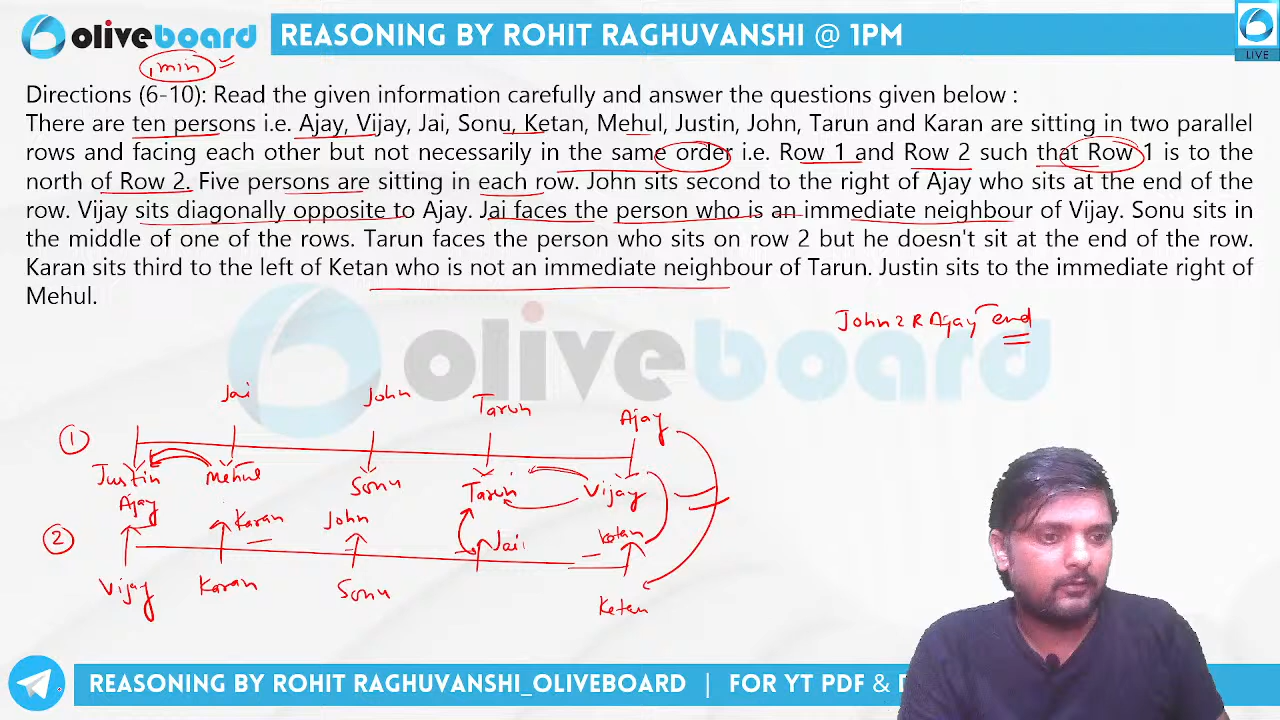 oliveboard REASONING BY ROHIT RAGHUVANSHI @ 1PM
LIVE
min
Directions (6-10): Read the given information carefully and answer the questions given below :
There are ten persons i.e. Ajay, Vijay, Jai, Sonu, Ketan, Mehul, Justin, John, Tarun and Karan are sitting in two parallel
rows and facing each other but not necessarily in the same order i.e. Row 1 and Row 2 such that Row 1 is to the
north of Row 2. Five persons are sitting in each row. John sits second to the right of Ajay who sits at the end of the
row. Vijay sits diagonally opposite to Ajay. Jai faces the person who is an immediate neighbour of Vijay. Sonu sits in
the middle of one of the rows. Tarun faces the person who sits on row 2 but he doesn't sit at the end of the row.
Karan sits third to the left of Ketan who is not an immediate neighbour of Tarun. Justin sits to the immediate right of
Mehul.
John 2 R Ajay end
oliveboard
Jai John Tarun Ajay
1
Justin Mehul Sonu Tarun Vijay
Ajay Karan John Jai Ketan
2
Vijay Karan Sonu Ketan
REASONING BY ROHIT RAGHUVANSHI_OLIVEBOARD | FOR YT PDF &